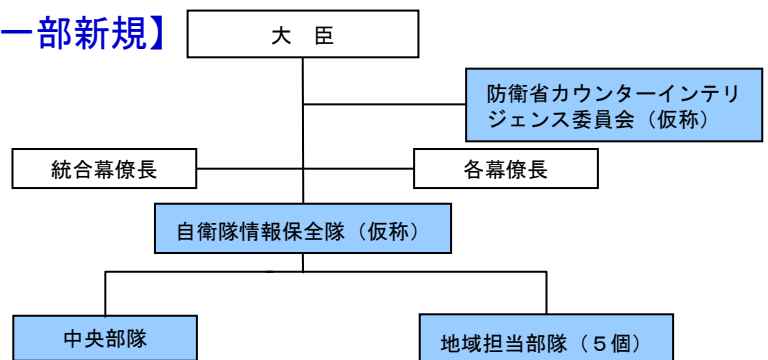 一部新規】
大　臣
防衛省カウンターインテリ
ジェンス委員会（仮称）
統合幕僚長
各幕僚長
自衛隊情報保全隊（仮称）
中央部隊
地域担当部隊（５個）